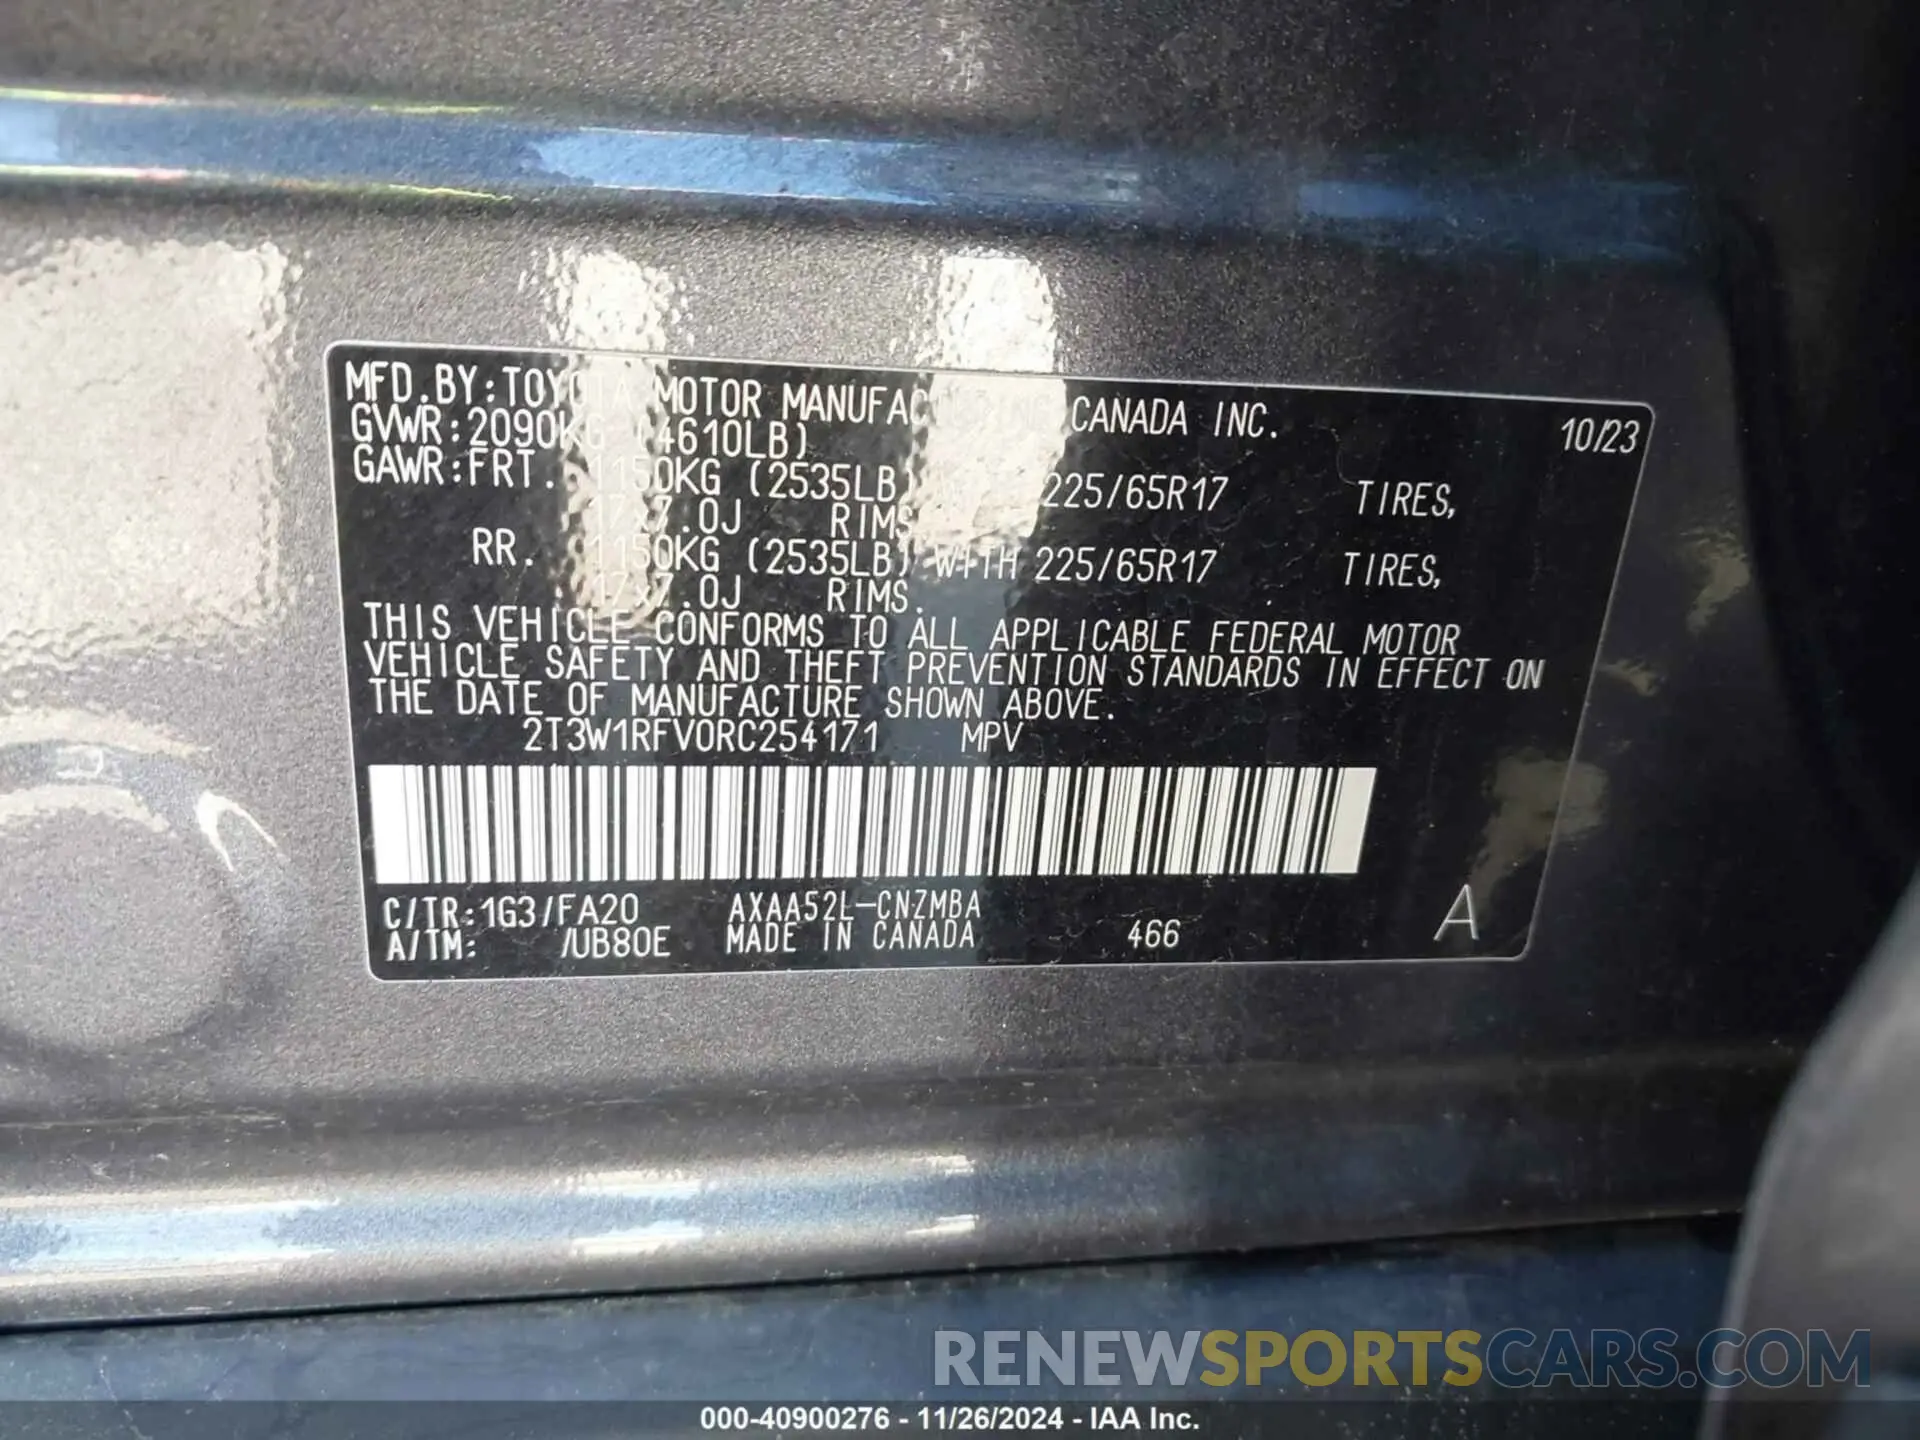 MFD.BY:TOYOTA MOTOR MANUFACTURING CANADA INC. 10/23
GVWR:2090KG (4610LB)
GAWR:FRT. 1150KG (2535LB) WITH 225/65R17 TIRES,
17x7.0J RIMS
RR. 1150KG (2535LB) WITH 225/65R17 TIRES,
17x7.0J RIMS.
THIS VEHICLE CONFORMS TO ALL APPLICABLE FEDERAL MOTOR
VEHICLE SAFETY AND THEFT PREVENTION STANDARDS IN EFFECT ON
THE DATE OF MANUFACTURE SHOWN ABOVE.
2T3W1RFV0RC254171 MPV
C/TR:1G3/FA20 AXAA52L-CNZMBA
A/TM: /UB80E MADE IN CANADA 466 A
RENEWSPORTSCARS.COM
000-40900276 - 11/26/2024 - IAA Inc.